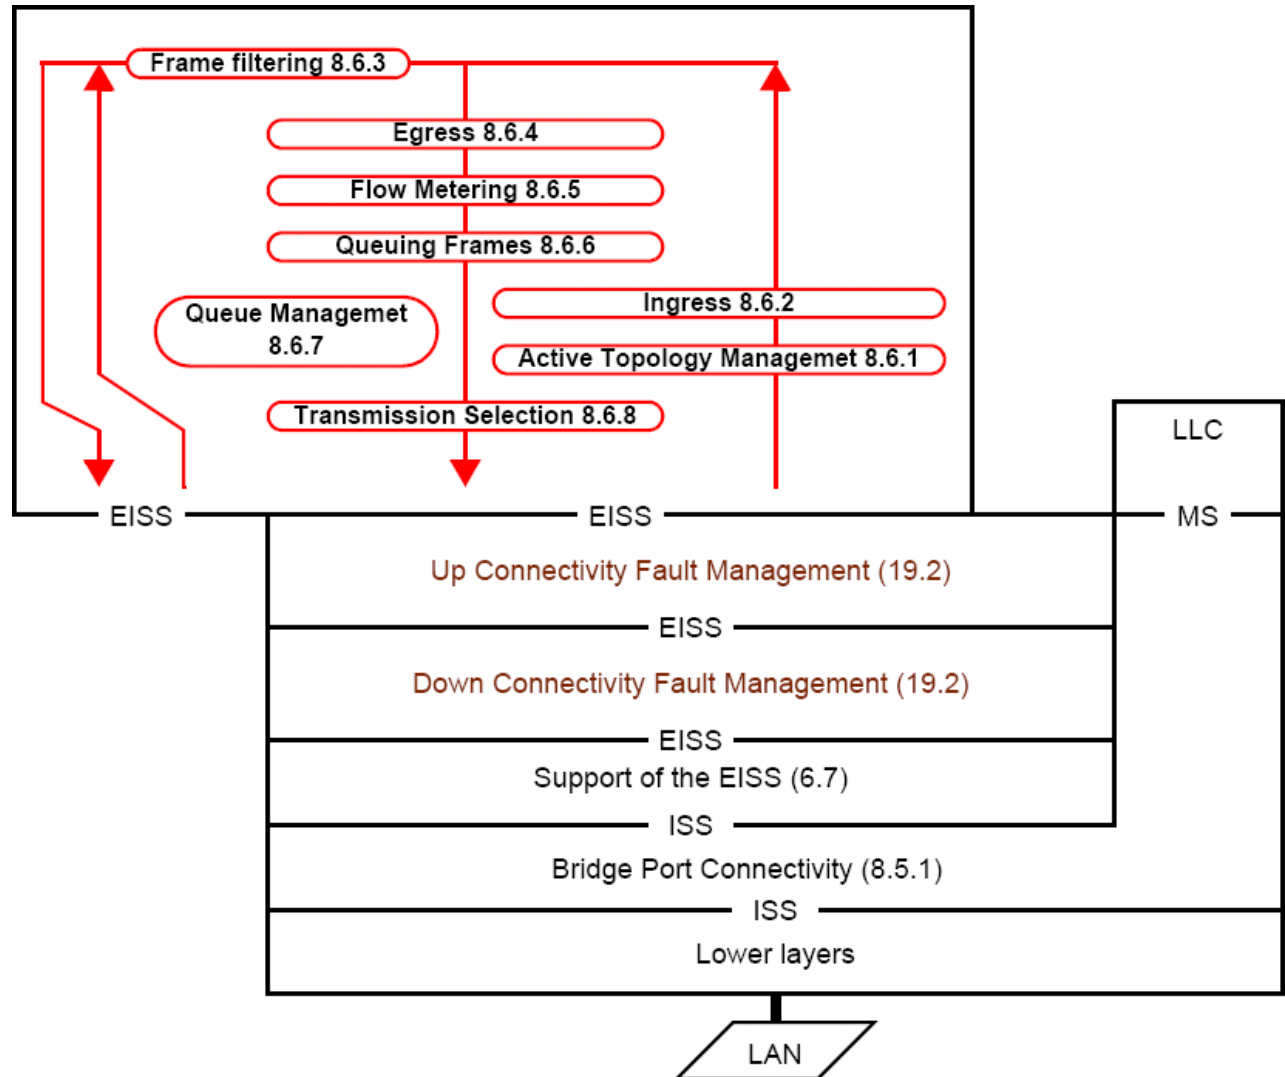 Frame filtering 8.6.3
Egress 8.6.4
Flow Metering 8.6.5
Queuing Frames 8.6.6
Ingress 8.6.2
Queue Managemet
8.6.7
Active Topology Managemet 8.6.1
Transmission Selection 8.6.8
LLC
EISS
EISS
MS
Up Connectivity Fault Management (19.2)
EISS
Down Connectivity Fault Management (19.2)
EISS
Support of the EISS (6.7)
ISS
Bridge Port Connectivity (8.5.1)
ISS
Lower layers
LAN